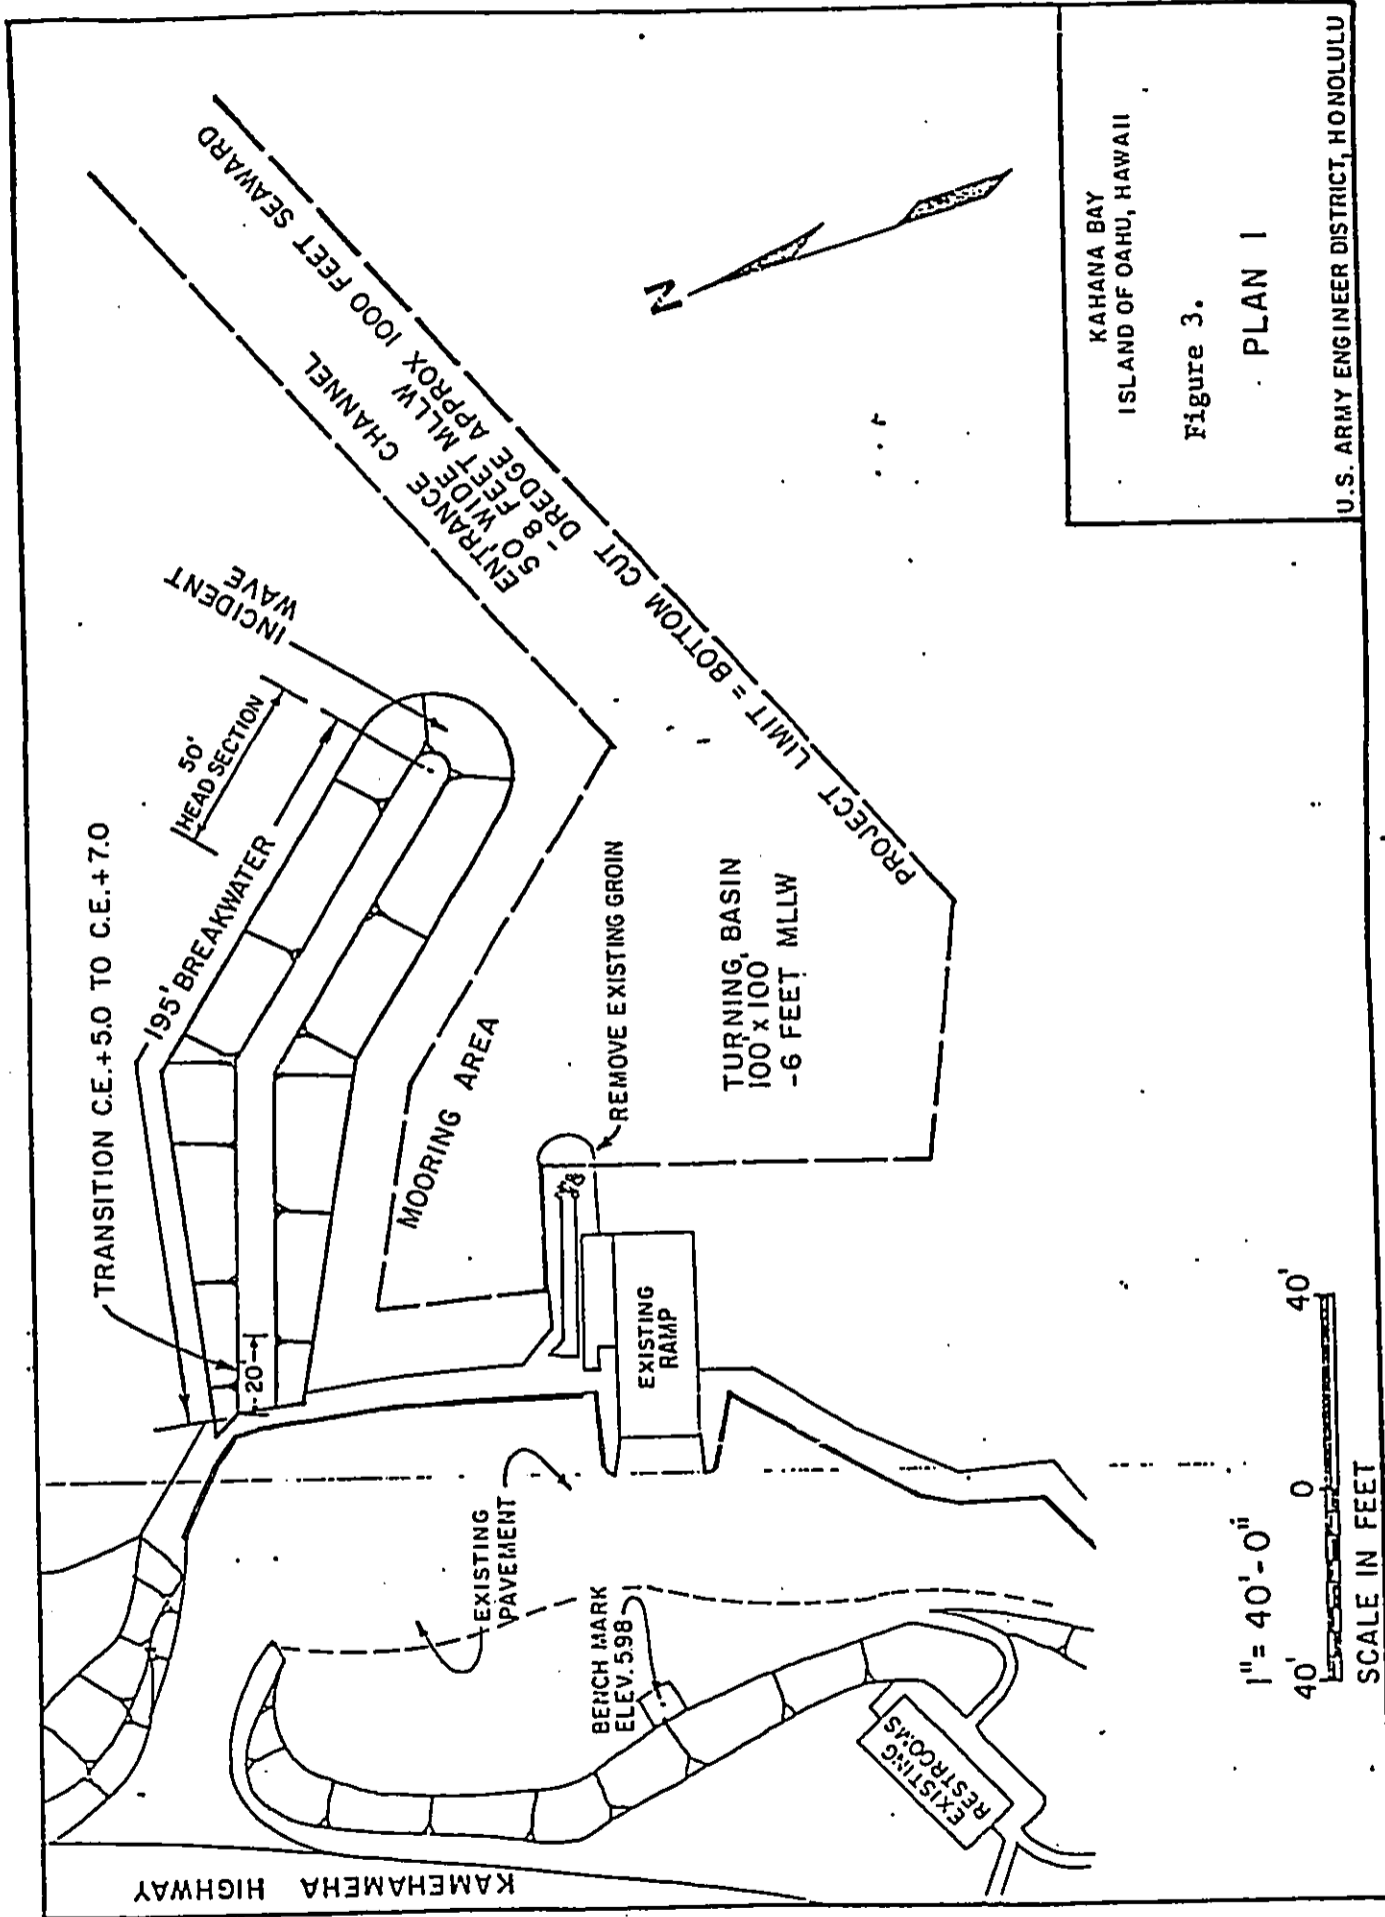 TRANSITION C.E.+5.0 TO C.E.+7.0
195' BREAKWATER
50'
HEAD SECTION
INCIDENT
WAVE
ENTRANCE CHANNEL
50' WIDE
-8 FEET MLLW
DREDGE APPROX 1000 FEET SEAWARD
PROJECT LIMIT = BOTTOM CUT
20'
MOORING AREA
REMOVE EXISTING GROIN
TURNING BASIN
100' x 100'
-6 FEET MLLW
EXISTING
RAMP
EXISTING
PAVEMENT
BENCH MARK
ELEV. 5.98
EXISTING
RESTROOMS
KAMEHAMEHA HIGHWAY
N
1" = 40'-0"
40' 0 40'
SCALE IN FEET
KAHANA BAY
ISLAND OF OAHU, HAWAII
Figure 3.
PLAN 1
U.S. ARMY ENGINEER DISTRICT, HONOLULU